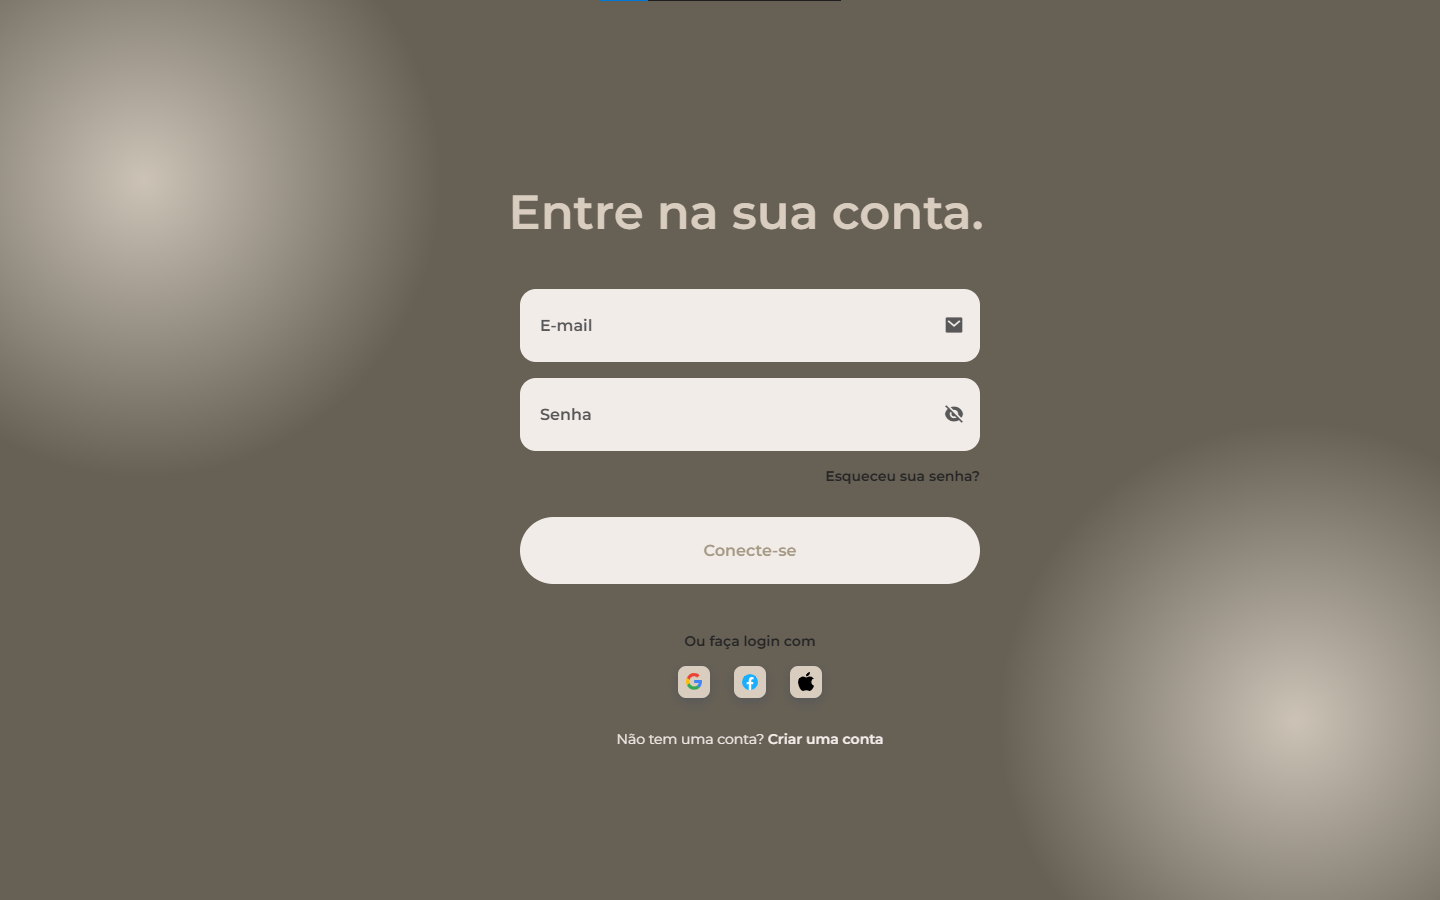 Entre na sua conta.
E-mail
Senha
Esqueceu sua senha?
Conecte-se
Ou faça login com
Não tem uma conta? Criar uma conta